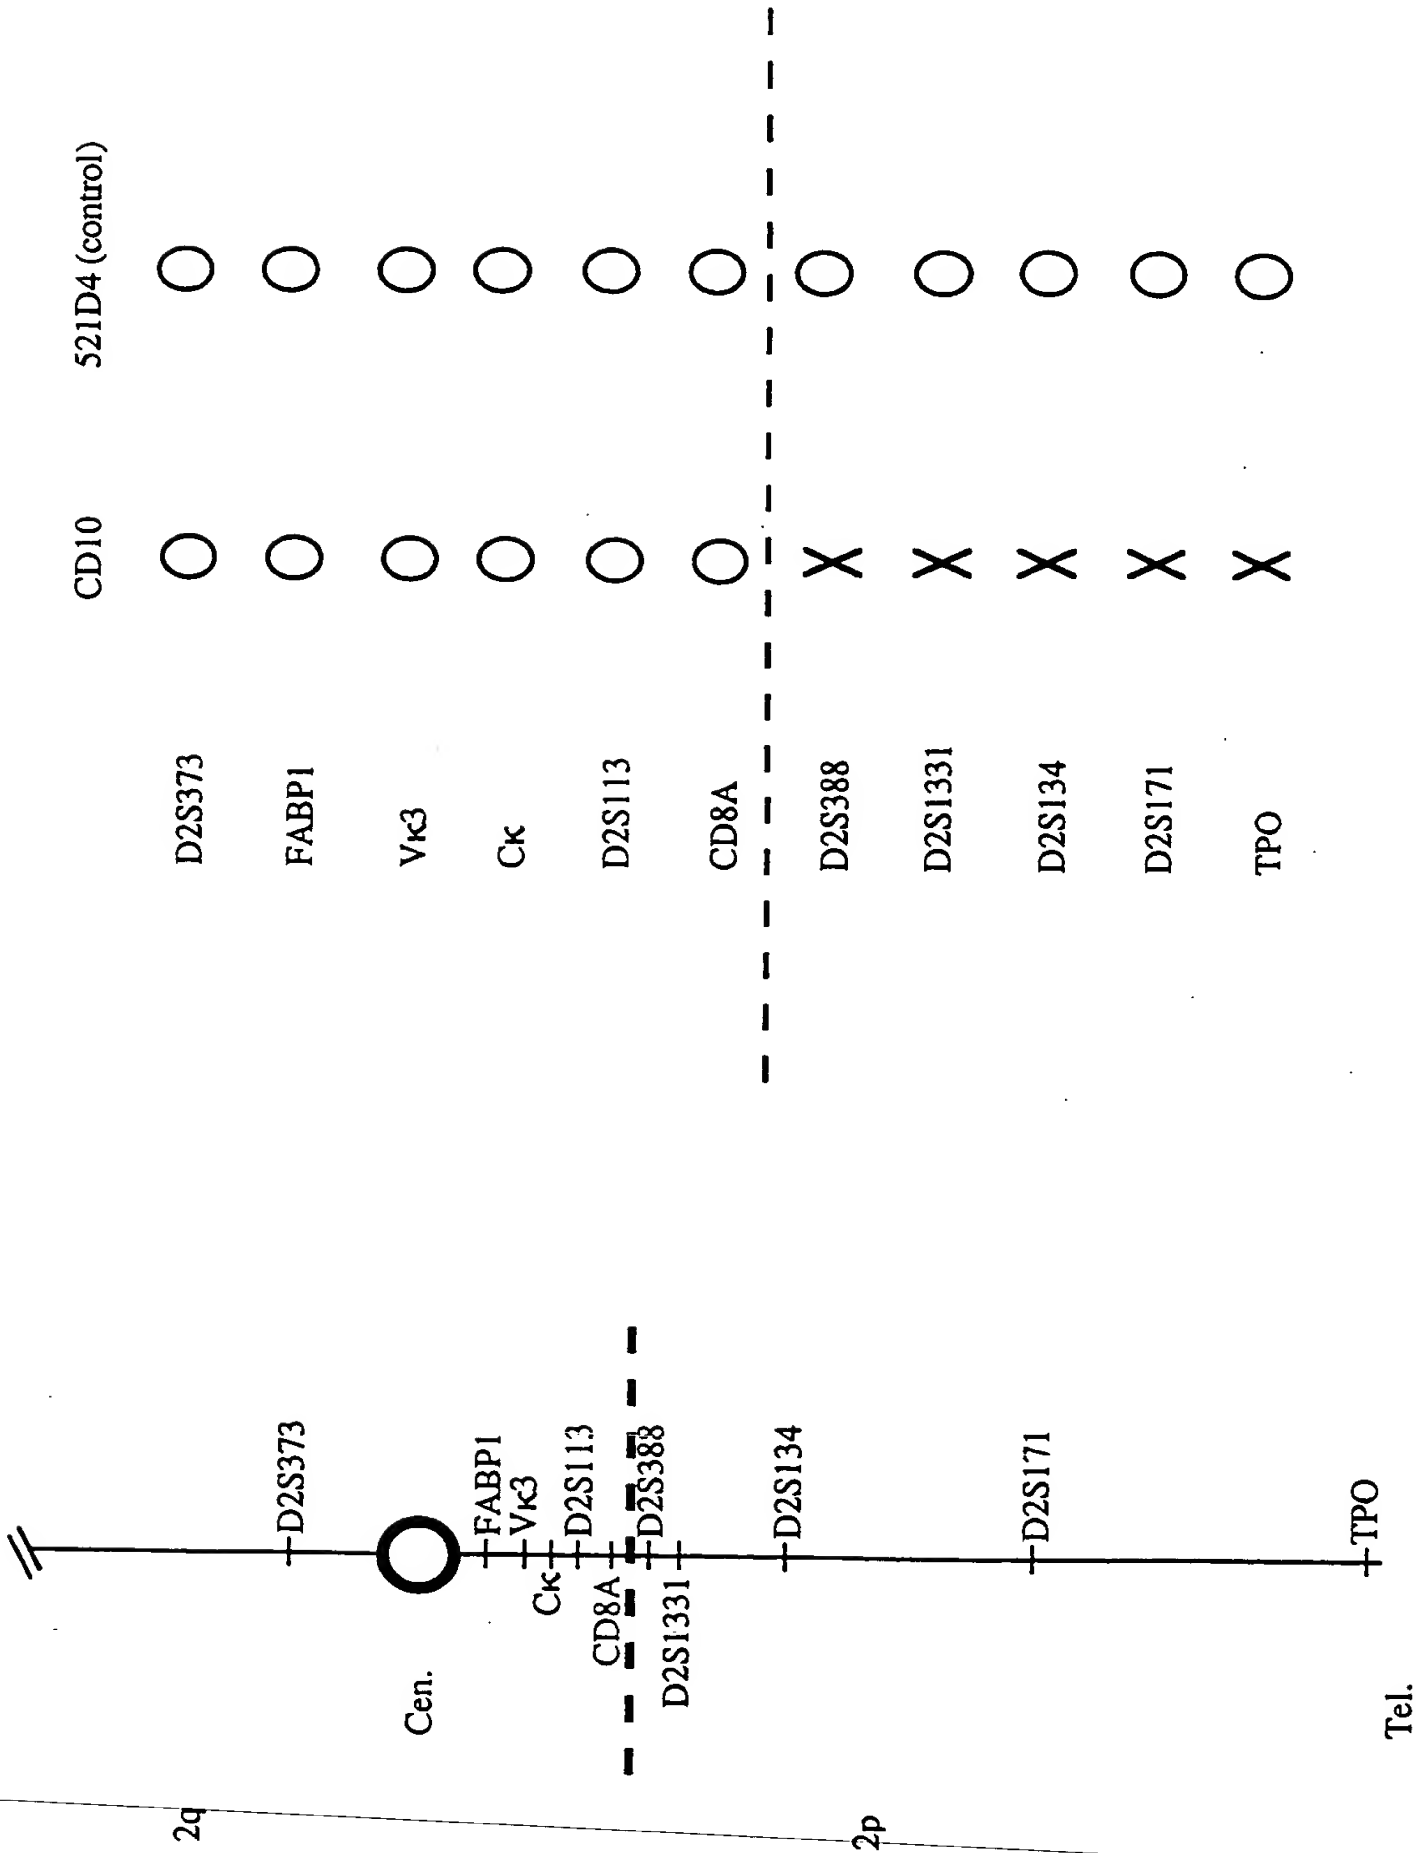 2q
2p
Cen.
Tel.
D2S373
FABP1
Vκ3
Cκ
D2S113
CD8A
D2S388
D2S1331
D2S134
D2S171
TPO
CD10
521D4 (control)
D2S373 O O
FABP1 O O
Vκ3 O O
Cκ O O
D2S113 O O
CD8A O O
D2S388 X O
D2S1331 X O
D2S134 X O
D2S171 X O
TPO X O